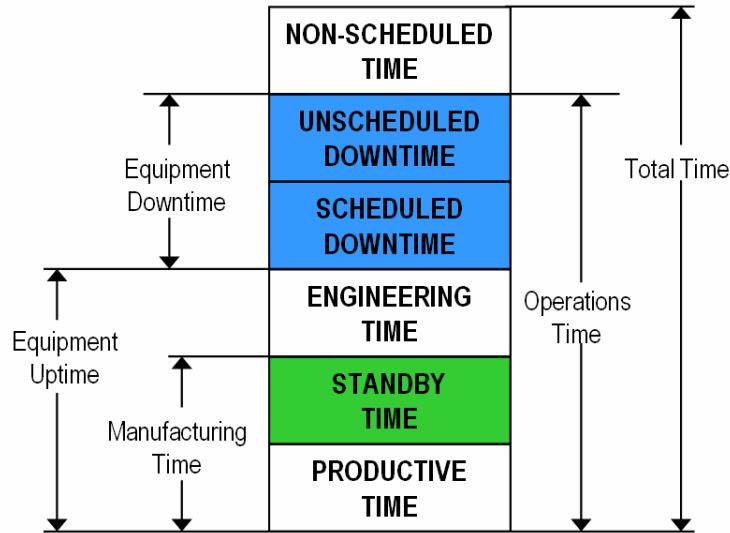 NON-SCHEDULED
TIME
UNSCHEDULED
DOWNTIME
Equipment
Downtime
Total Time
SCHEDULED
DOWNTIME
ENGINEERING
TIME
Operations
Time
Equipment
Uptime
STANDBY
TIME
Manufacturing
Time
PRODUCTIVE
TIME